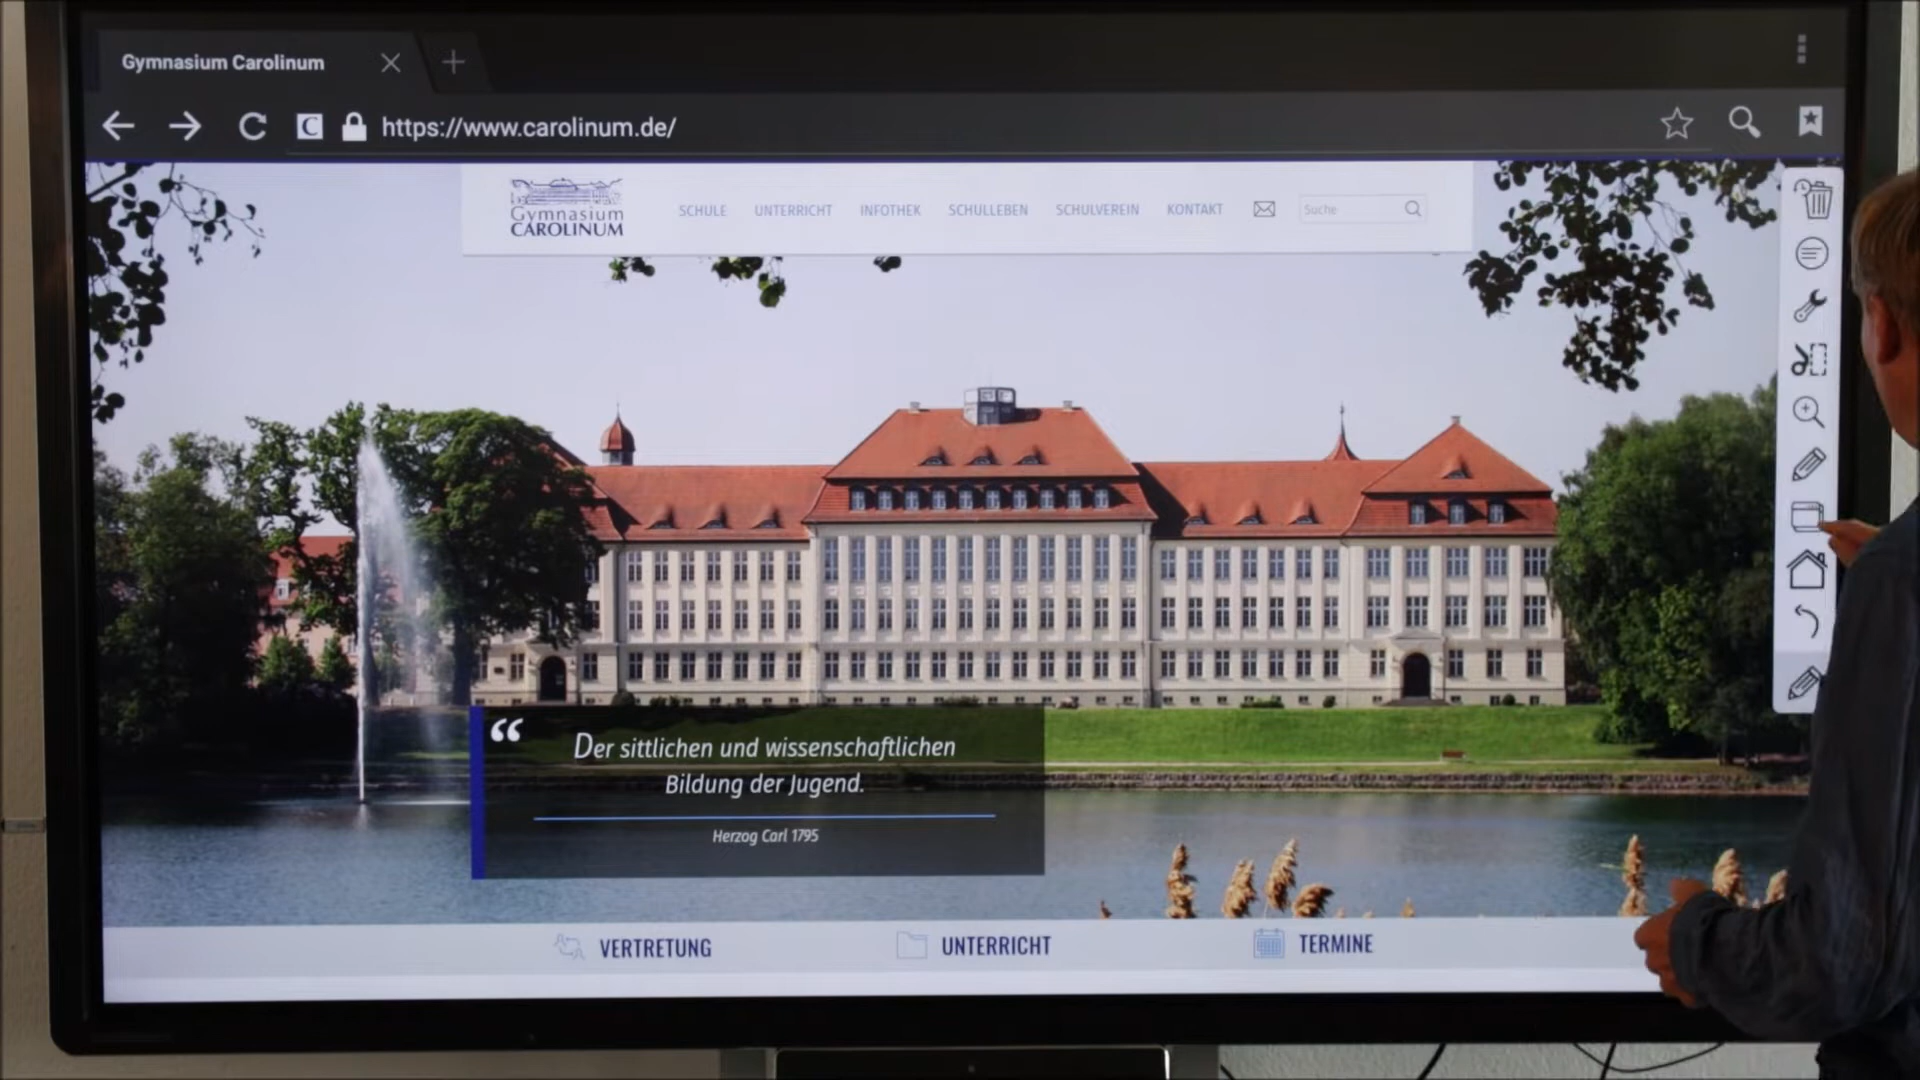 Gymnasium Carolinum
https://www.carolinum.de/
Gymnasium
CAROLINUM
SCHULE UNTERRICHT INFOTHEK SCHULLEBEN SCHULVEREIN KONTAKT Suche
“ Der sittlichen und wissenschaftlichen
Bildung der Jugend.
Herzog Carl 1795
VERTRETUNG UNTERRICHT TERMINE